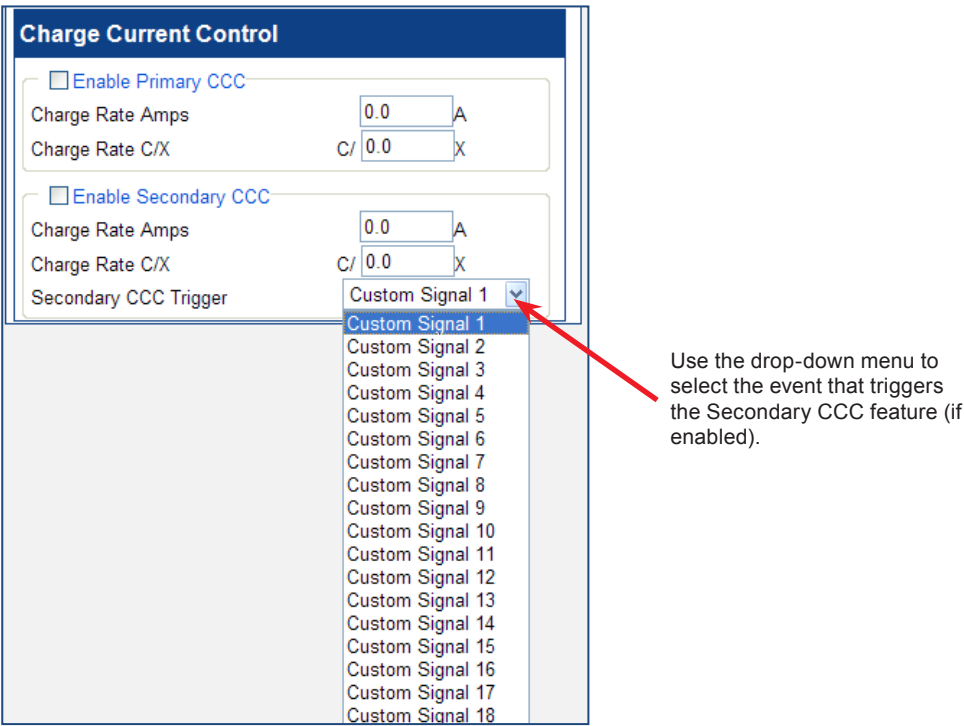 Charge Current Control
Enable Primary CCC
Charge Rate Amps 0.0 A
Charge Rate C/X C/ 0.0 X
Enable Secondary CCC
Charge Rate Amps 0.0 A
Charge Rate C/X C/ 0.0 X
Secondary CCC Trigger Custom Signal 1
Custom Signal 1
Custom Signal 2
Custom Signal 3
Custom Signal 4
Custom Signal 5
Custom Signal 6
Custom Signal 7
Custom Signal 8
Custom Signal 9
Custom Signal 10
Custom Signal 11
Custom Signal 12
Custom Signal 13
Custom Signal 14
Custom Signal 15
Custom Signal 16
Custom Signal 17
Custom Signal 18
Use the drop-down menu to
select the event that triggers
the Secondary CCC feature (if
enabled).